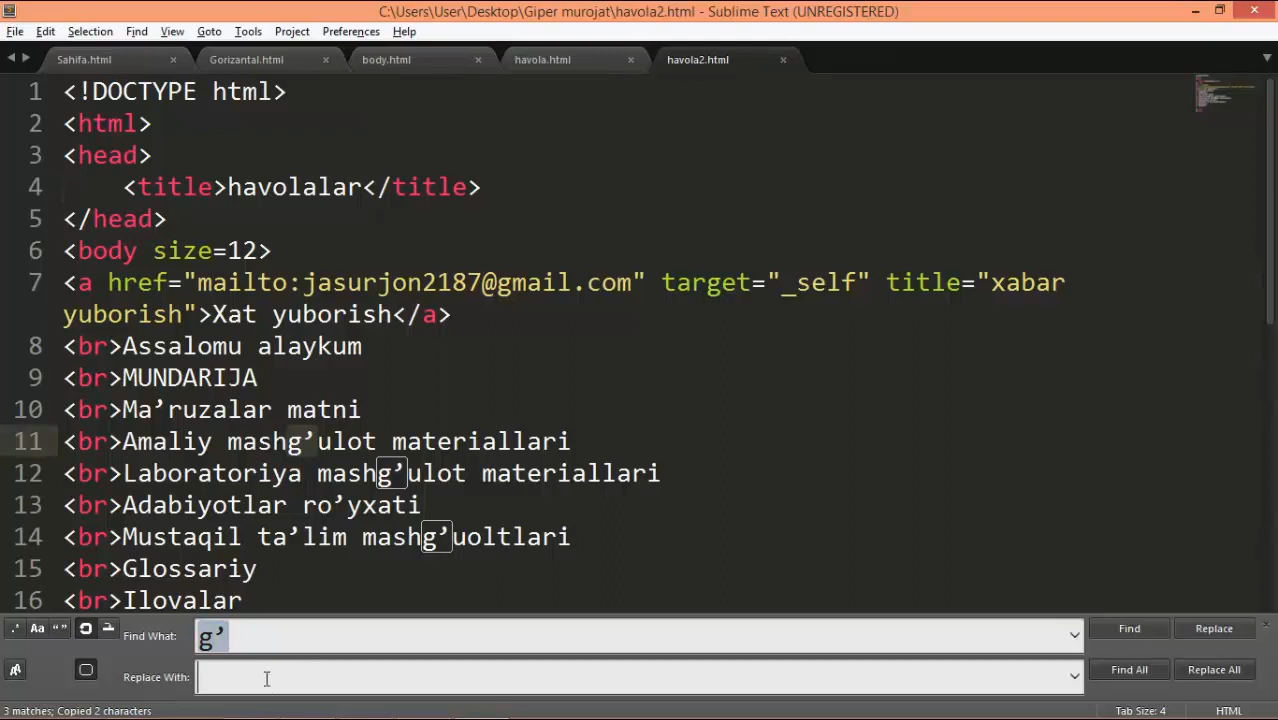 C:\Users\User\Desktop\Giper murojat\havola2.html - Sublime Text (UNREGISTERED)
File Edit Selection Find View Goto Tools Project Preferences Help
Sahifa.html Gorizantal.html body.html havola.html havola2.html
1 <!DOCTYPE html>
2 <html>
3 <head>
4 <title>havolalar</title>
5 </head>
6 <body size=12>
7 <a href="mailto:jasurjon2187@gmail.com" target="_self" title="xabar
yuborish">Xat yuborish</a>
8 <br>Assalomu alaykum
9 <br>MUNDARIJA
10 <br>Ma’ruzalar matni
11 <br>Amaliy mashg’ulot materiallari
12 <br>Laboratoriya mashg’ulot materiallari
13 <br>Adabiyotlar ro’yxati
14 <br>Mustaqil ta’lim mashg’uoltlari
15 <br>Glossariy
16 <br>Ilovalar
.* Aa “” Find What: g’ Find Replace
Replace With: Find All Replace All
3 matches; Copied 2 characters Tab Size: 4 HTML